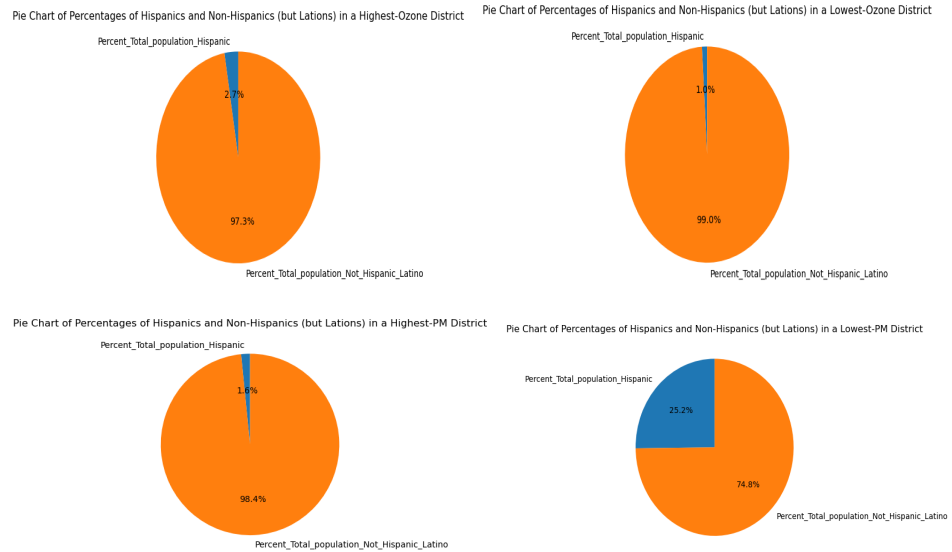 Pie Chart of Percentages of Hispanics and Non-Hispanics (but Lations) in a Highest-Ozone District
Percent_Total_population_Hispanic
2.7%
97.3%
Percent_Total_population_Not_Hispanic_Latino
Pie Chart of Percentages of Hispanics and Non-Hispanics (but Lations) in a Lowest-Ozone District
Percent_Total_population_Hispanic
1.0%
99.0%
Percent_Total_population_Not_Hispanic_Latino
Pie Chart of Percentages of Hispanics and Non-Hispanics (but Lations) in a Highest-PM District
Percent_Total_population_Hispanic
1.6%
98.4%
Percent_Total_population_Not_Hispanic_Latino
Pie Chart of Percentages of Hispanics and Non-Hispanics (but Lations) in a Lowest-PM District
Percent_Total_population_Hispanic
25.2%
74.8%
Percent_Total_population_Not_Hispanic_Latino